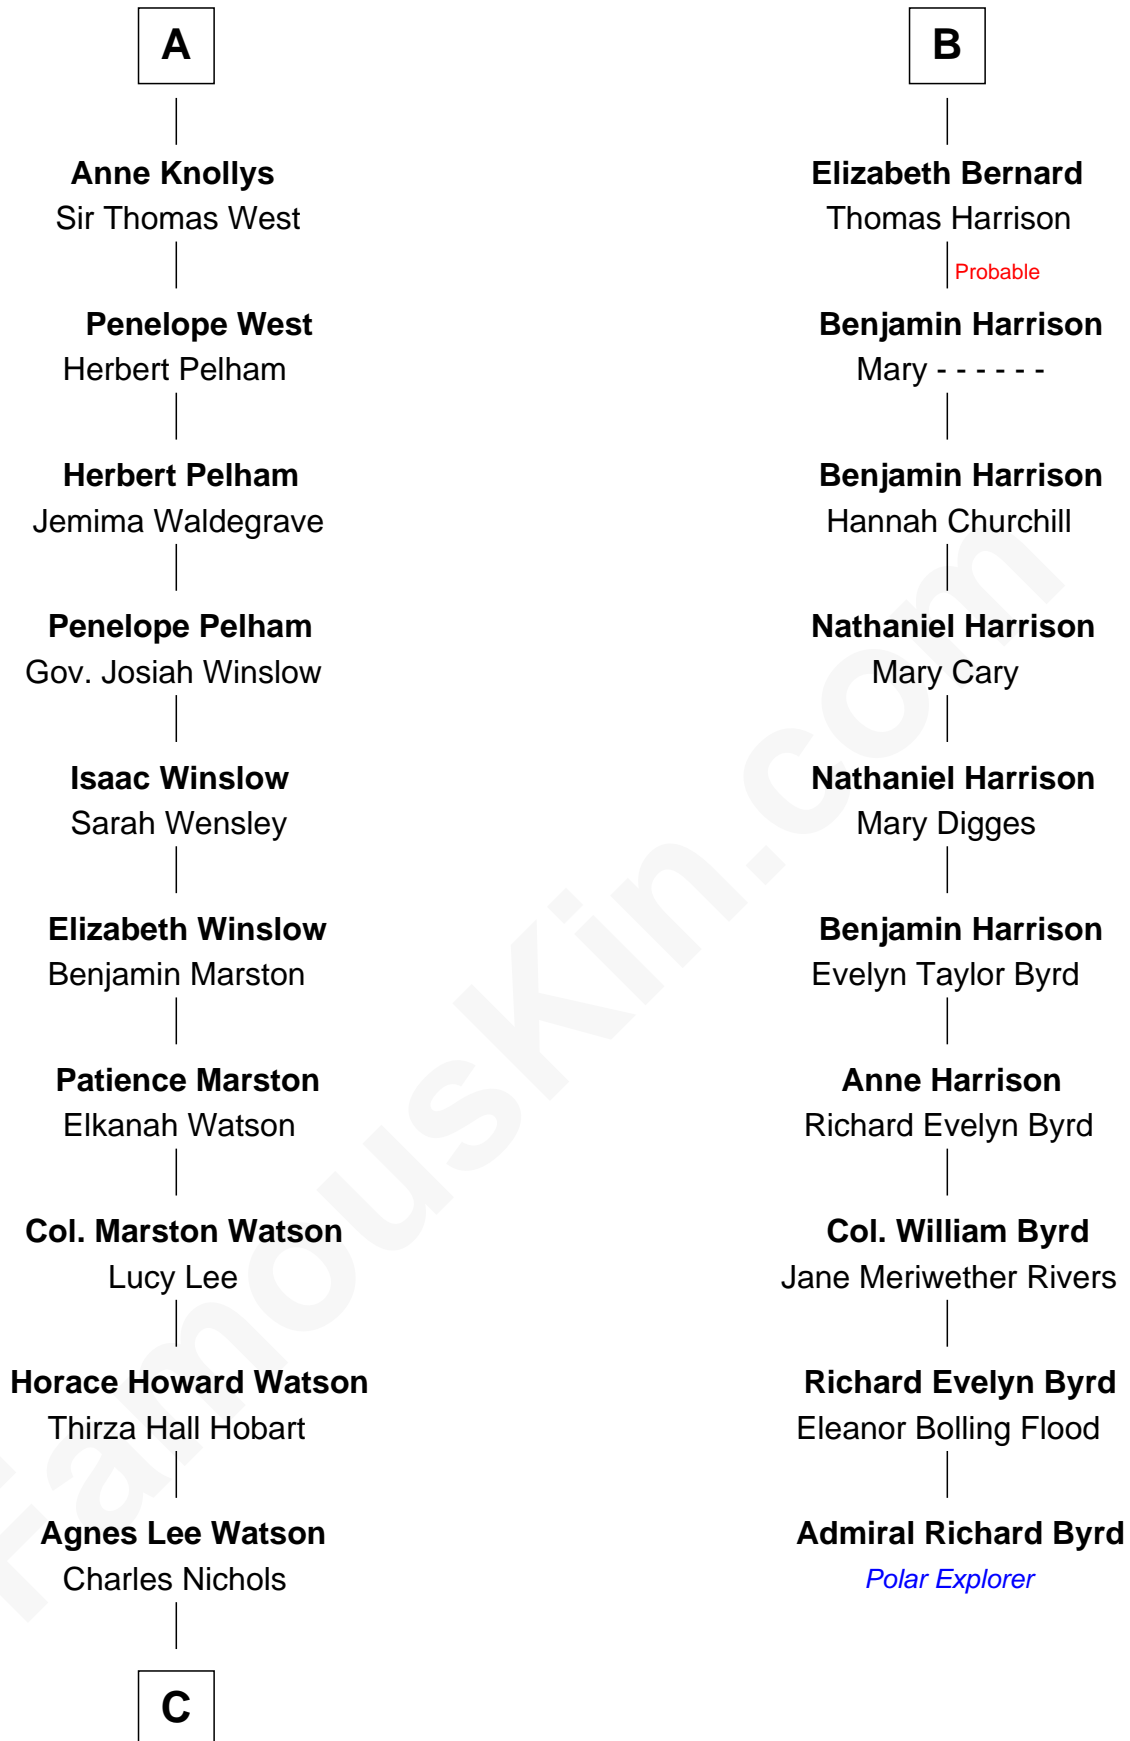 A
Anne Knollys
Sir Thomas West
Penelope West
Herbert Pelham
Herbert Pelham
Jemima Waldegrave
Penelope Pelham
Gov. Josiah Winslow
Isaac Winslow
Sarah Wensley
Elizabeth Winslow
Benjamin Marston
Patience Marston
Elkanah Watson
Col. Marston Watson
Lucy Lee
Horace Howard Watson
Thirza Hall Hobart
Agnes Lee Watson
Charles Nichols
C
B
Elizabeth Bernard
Thomas Harrison
Probable
Benjamin Harrison
Mary - - - - - -
Benjamin Harrison
Hannah Churchill
Nathaniel Harrison
Mary Cary
Nathaniel Harrison
Mary Digges
Benjamin Harrison
Evelyn Taylor Byrd
Anne Harrison
Richard Evelyn Byrd
Col. William Byrd
Jane Meriwether Rivers
Richard Evelyn Byrd
Eleanor Bolling Flood
Admiral Richard Byrd
Polar Explorer
FamousKin.com